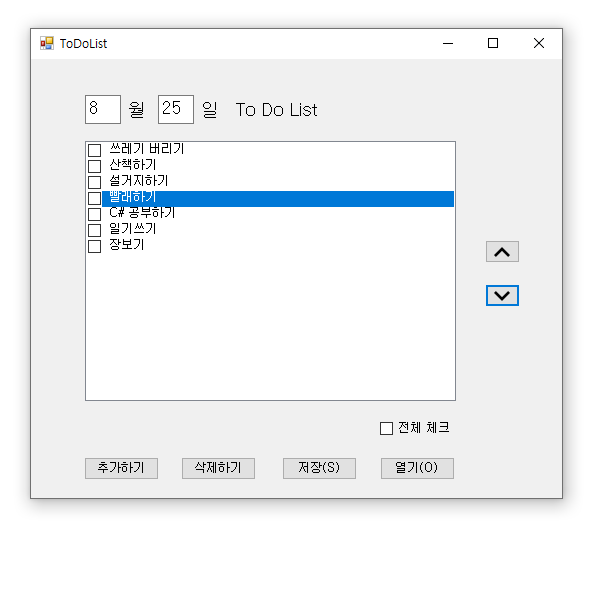 ToDoList
8 월 25 일 To Do List
쓰레기 버리기
산책하기
설거지하기
빨래하기
C# 공부하기
일기쓰기
장보기
전체 체크
추가하기 삭제하기 저장(S) 열기(O)